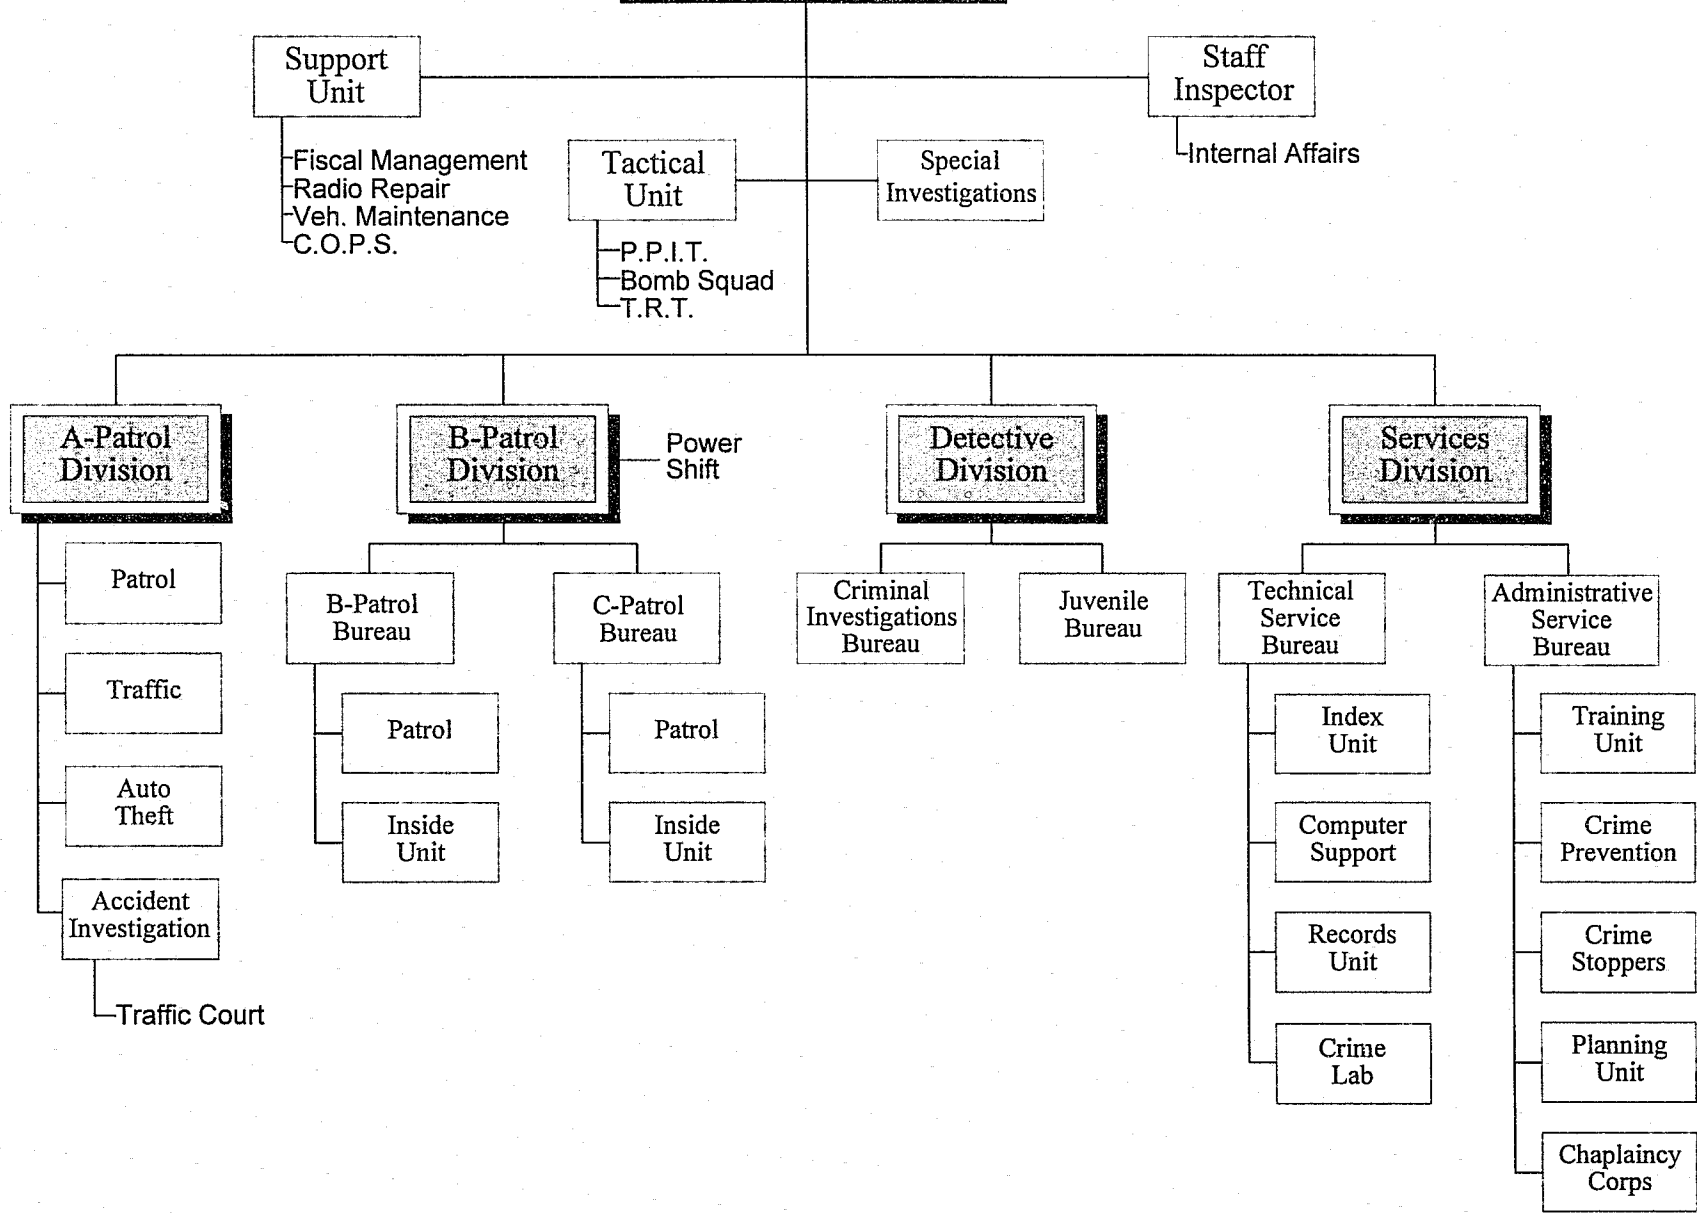 Support
Unit
Fiscal Management
Radio Repair
Veh. Maintenance
C.O.P.S.
Staff
Inspector
Internal Affairs
Tactical
Unit
P.P.I.T.
Bomb Squad
T.R.T.
Special
Investigations
A-Patrol
Division
Patrol
Traffic
Auto
Theft
Accident
Investigation
Traffic Court
B-Patrol
Division
Power
Shift
B-Patrol
Bureau
Patrol
Inside
Unit
C-Patrol
Bureau
Patrol
Inside
Unit
Detective
Division
Criminal
Investigations
Bureau
Juvenile
Bureau
Services
Division
Technical
Service
Bureau
Index
Unit
Computer
Support
Records
Unit
Crime
Lab
Administrative
Service
Bureau
Training
Unit
Crime
Prevention
Crime
Stoppers
Planning
Unit
Chaplaincy
Corps